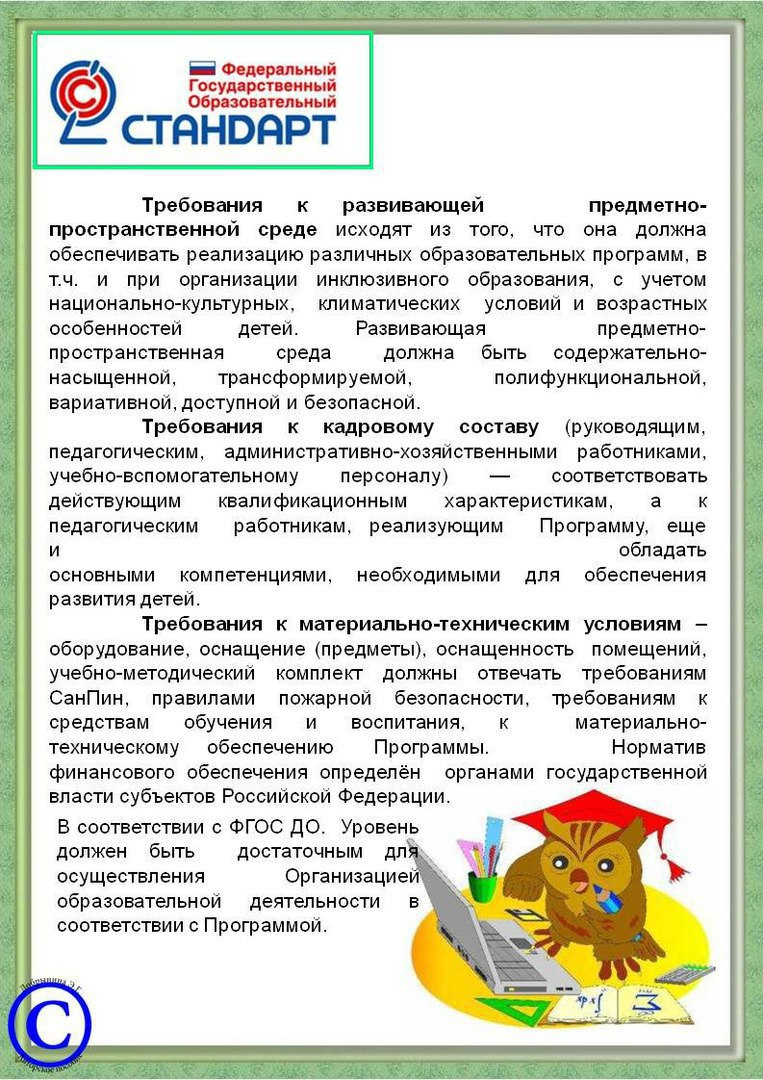 Федеральный
Государственный
Образовательный
СТАНДАРТ
Требования к развивающей предметно-
пространственной среде исходят из того, что она должна
обеспечивать реализацию различных образовательных программ, в
т.ч. и при организации инклюзивного образования, с учетом
национально-культурных, климатических условий и возрастных
особенностей детей. Развивающая предметно-
пространственная среда должна быть содержательно-
насыщенной, трансформируемой, полифункциональной,
вариативной, доступной и безопасной.
Требования к кадровому составу (руководящим,
педагогическим, административно-хозяйственными работниками,
учебно-вспомогательному персоналу) — соответствовать
действующим квалификационным характеристикам, а к
педагогическим работникам, реализующим Программу, еще
и обладать
основными компетенциями, необходимыми для обеспечения
развития детей.
Требования к материально-техническим условиям –
оборудование, оснащение (предметы), оснащенность помещений,
учебно-методический комплект должны отвечать требованиям
СанПин, правилами пожарной безопасности, требованиям к
средствам обучения и воспитания, к материально-
техническому обеспечению Программы. Норматив
финансового обеспечения определён органами государственной
власти субъектов Российской Федерации.
В соответствии с ФГОС ДО. Уровень
должен быть достаточным для
осуществления Организацией
образовательной деятельности в
соответствии с Программой.
Добрынина Э.Г.
©
Авторское пособие